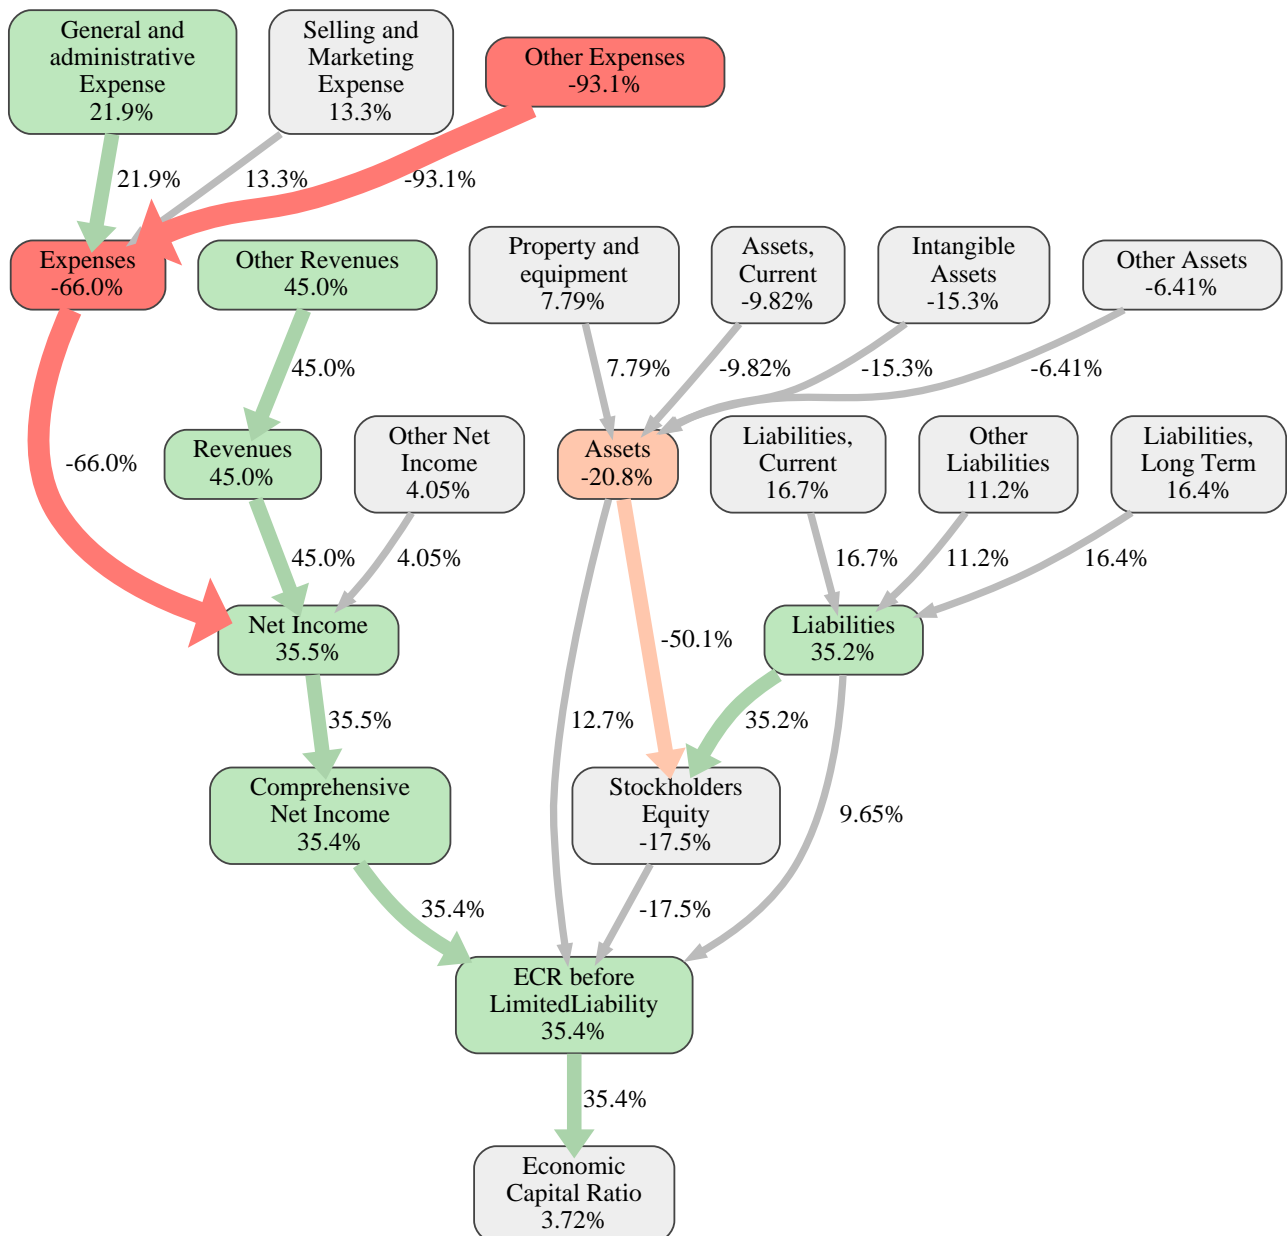 General and
administrative
Expense
21.9%
Selling and
Marketing
Expense
13.3%
Other Expenses
-93.1%
21.9%
13.3%
-93.1%
Expenses
-66.0%
Other Revenues
45.0%
Property and
equipment
7.79%
Assets,
Current
-9.82%
Intangible
Assets
-15.3%
Other Assets
-6.41%
45.0%
7.79%
-9.82%
-15.3%
-6.41%
-66.0%
Revenues
45.0%
Other Net
Income
4.05%
Assets
-20.8%
Liabilities,
Current
16.7%
Other
Liabilities
11.2%
Liabilities,
Long Term
16.4%
45.0%
4.05%
16.7%
11.2%
16.4%
Net Income
35.5%
-50.1%
Liabilities
35.2%
35.5%
12.7%
35.2%
Comprehensive
Net Income
35.4%
Stockholders
Equity
-17.5%
9.65%
35.4%
-17.5%
ECR before
LimitedLiability
35.4%
35.4%
Economic
Capital Ratio
3.72%